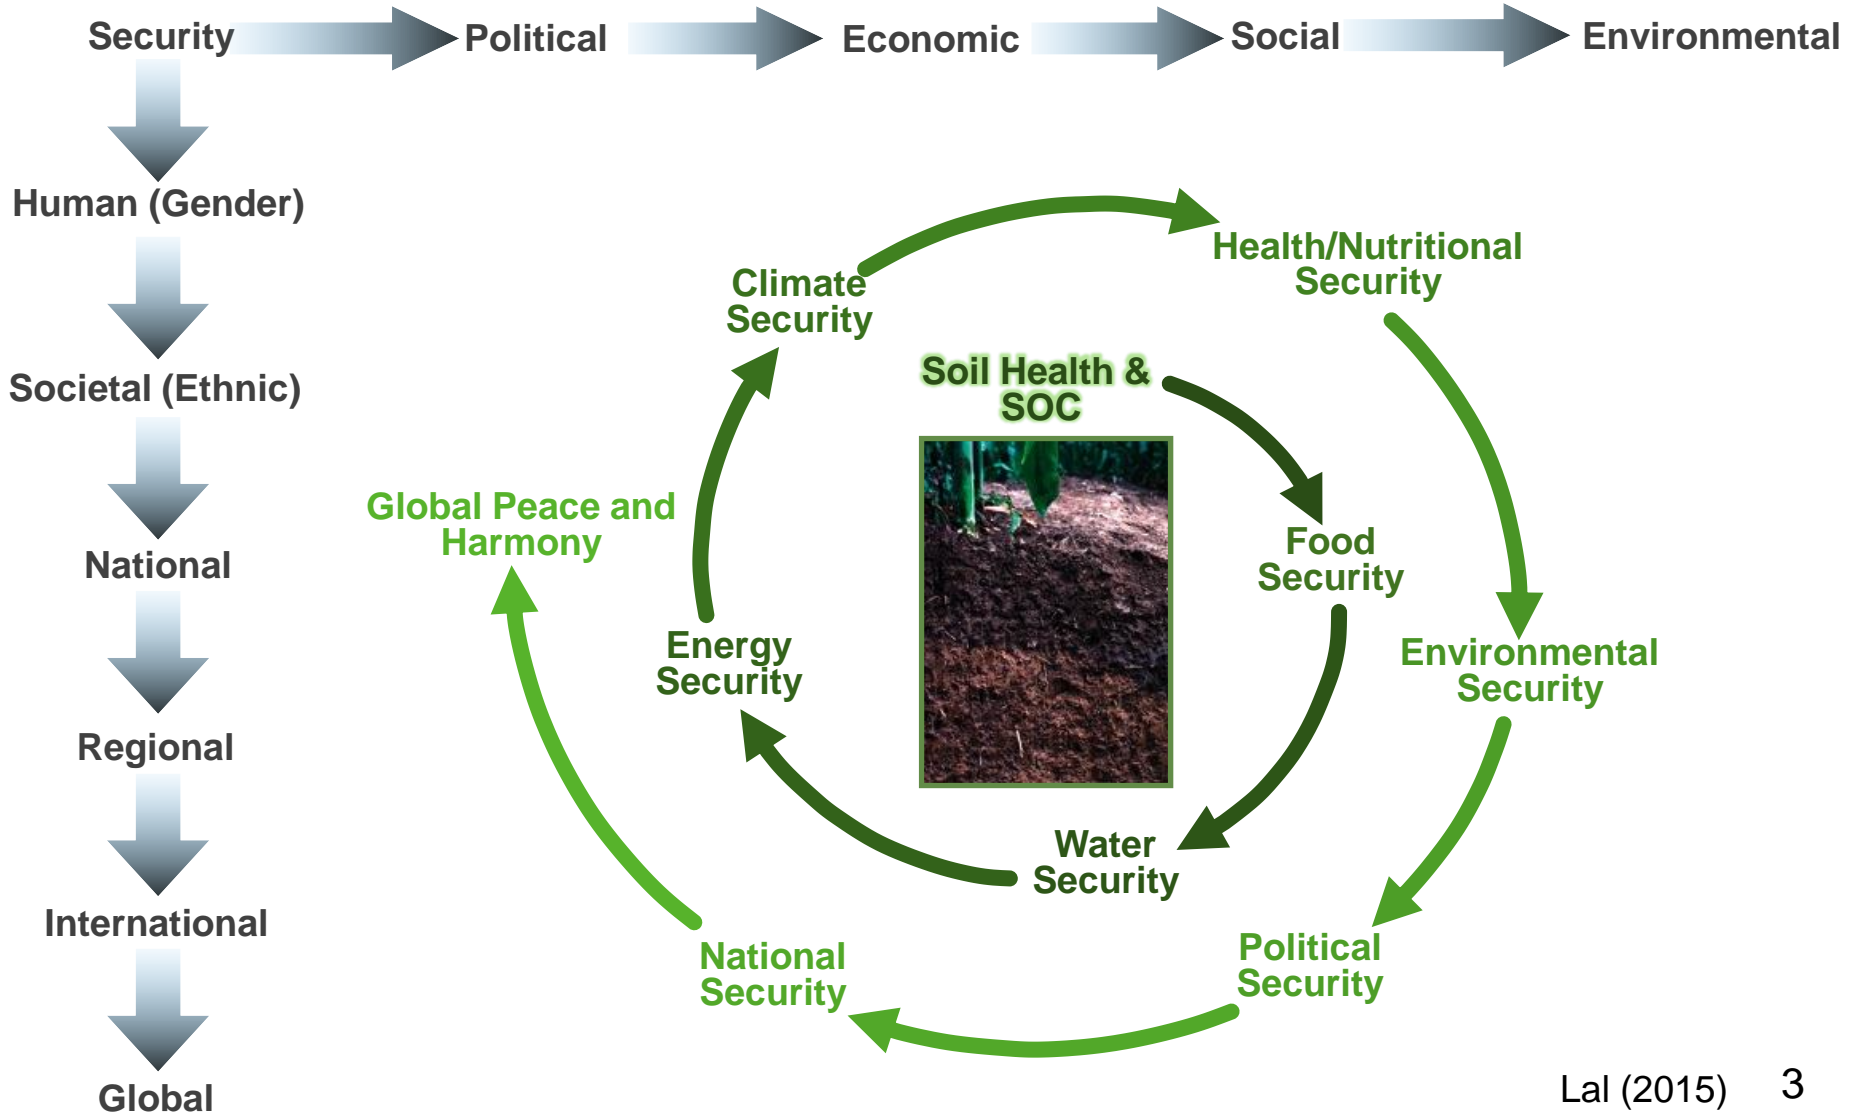 Security Political Economic Social Environmental
Human (Gender)
Societal (Ethnic)
National
Regional
International
Global
Soil Health &
SOC
Food
Security
Water
Security
Energy
Security
Climate
Security
Health/Nutritional
Security
Environmental
Security
Political
Security
National
Security
Global Peace and
Harmony
Lal (2015) 3